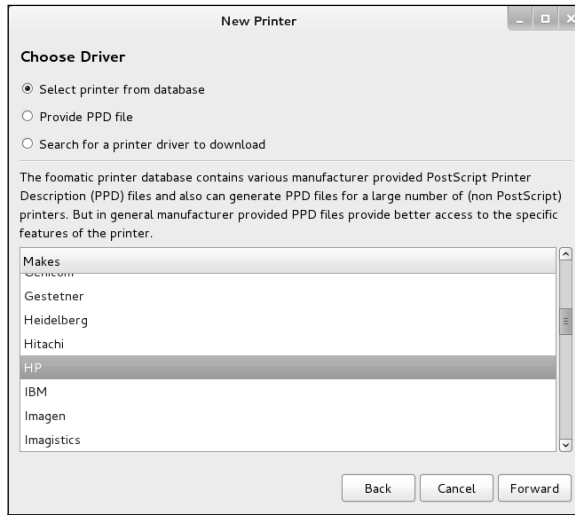 New Printer
Choose Driver
Select printer from database
Provide PPD file
Search for a printer driver to download
The foomatic printer database contains various manufacturer provided PostScript Printer
Description (PPD) files and also can generate PPD files for a large number of (non PostScript)
printers. But in general manufacturer provided PPD files provide better access to the specific
features of the printer.
Makes
Genicom
Gestetner
Heidelberg
Hitachi
HP
IBM
Imagen
Imagistics
Back Cancel Forward